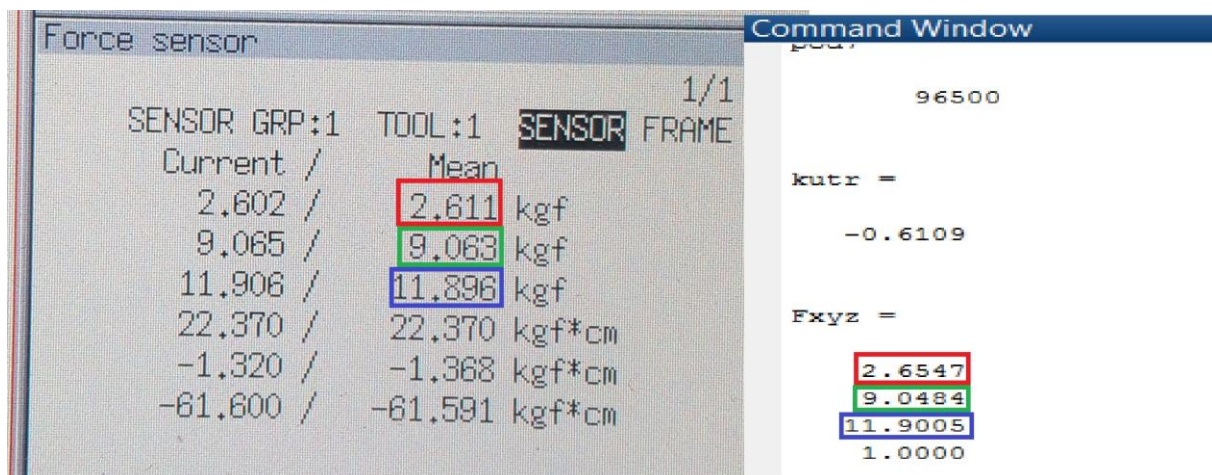 Force sensor
1/1
SENSOR GRP:1 TOOL:1 SENSOR FRAME
Current / Mean
2.602 / 2.611 kgf
9.065 / 9.063 kgf
11.906 / 11.896 kgf
22.370 / 22.370 kgf*cm
-1.320 / -1.368 kgf*cm
-61.600 / -61.591 kgf*cm
Command Window
96500
kutr =
-0.6109
Fxyz =
2.6547
9.0484
11.9005
1.0000